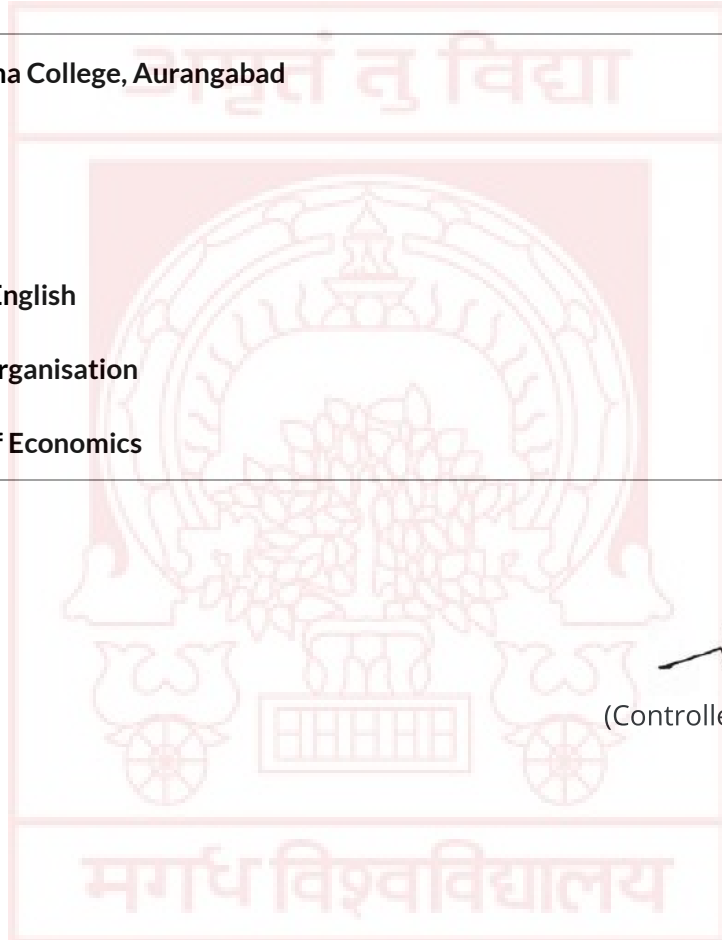 अमृतं तु विद्या
na College, Aurangabad
English
rganisation
f Economics
(Controlle
मगध विश्वविद्यालय